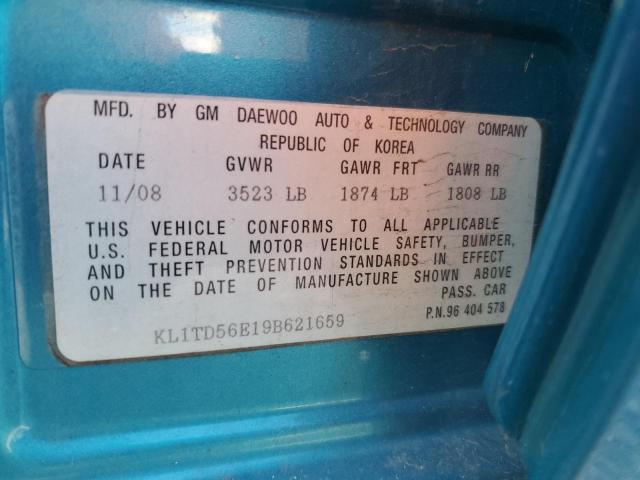 MFD. BY GM DAEWOO AUTO & TECHNOLOGY COMPANY
REPUBLIC OF KOREA
DATE GVWR GAWR FRT GAWR RR
11/08 3523 LB 1874 LB 1808 LB
THIS VEHICLE CONFORMS TO ALL APPLICABLE
U.S. FEDERAL MOTOR VEHICLE SAFETY, BUMPER,
AND THEFT PREVENTION STANDARDS IN EFFECT
ON THE DATE OF MANUFACTURE SHOWN ABOVE
PASS. CAR
KL1TD56E19B621659 P.N.96 404 578